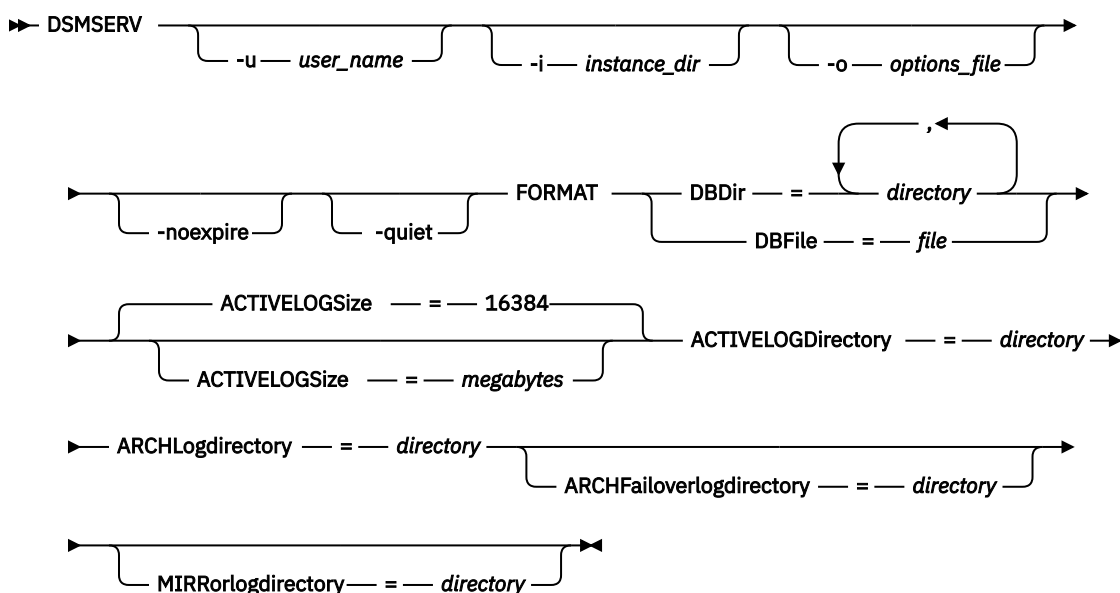 DSMSERV
-u user_name -i instance_dir -o options_file
,
FORMAT DBDir = directory
-noexpire -quiet
DBFile = file
ACTIVELOGSize = 16384
ACTIVELOGDirectory = directory
ACTIVELOGSize = megabytes
ARCHLogdirectory = directory
ARCHFailoverlogdirectory = directory
MIRRorlogdirectory = directory